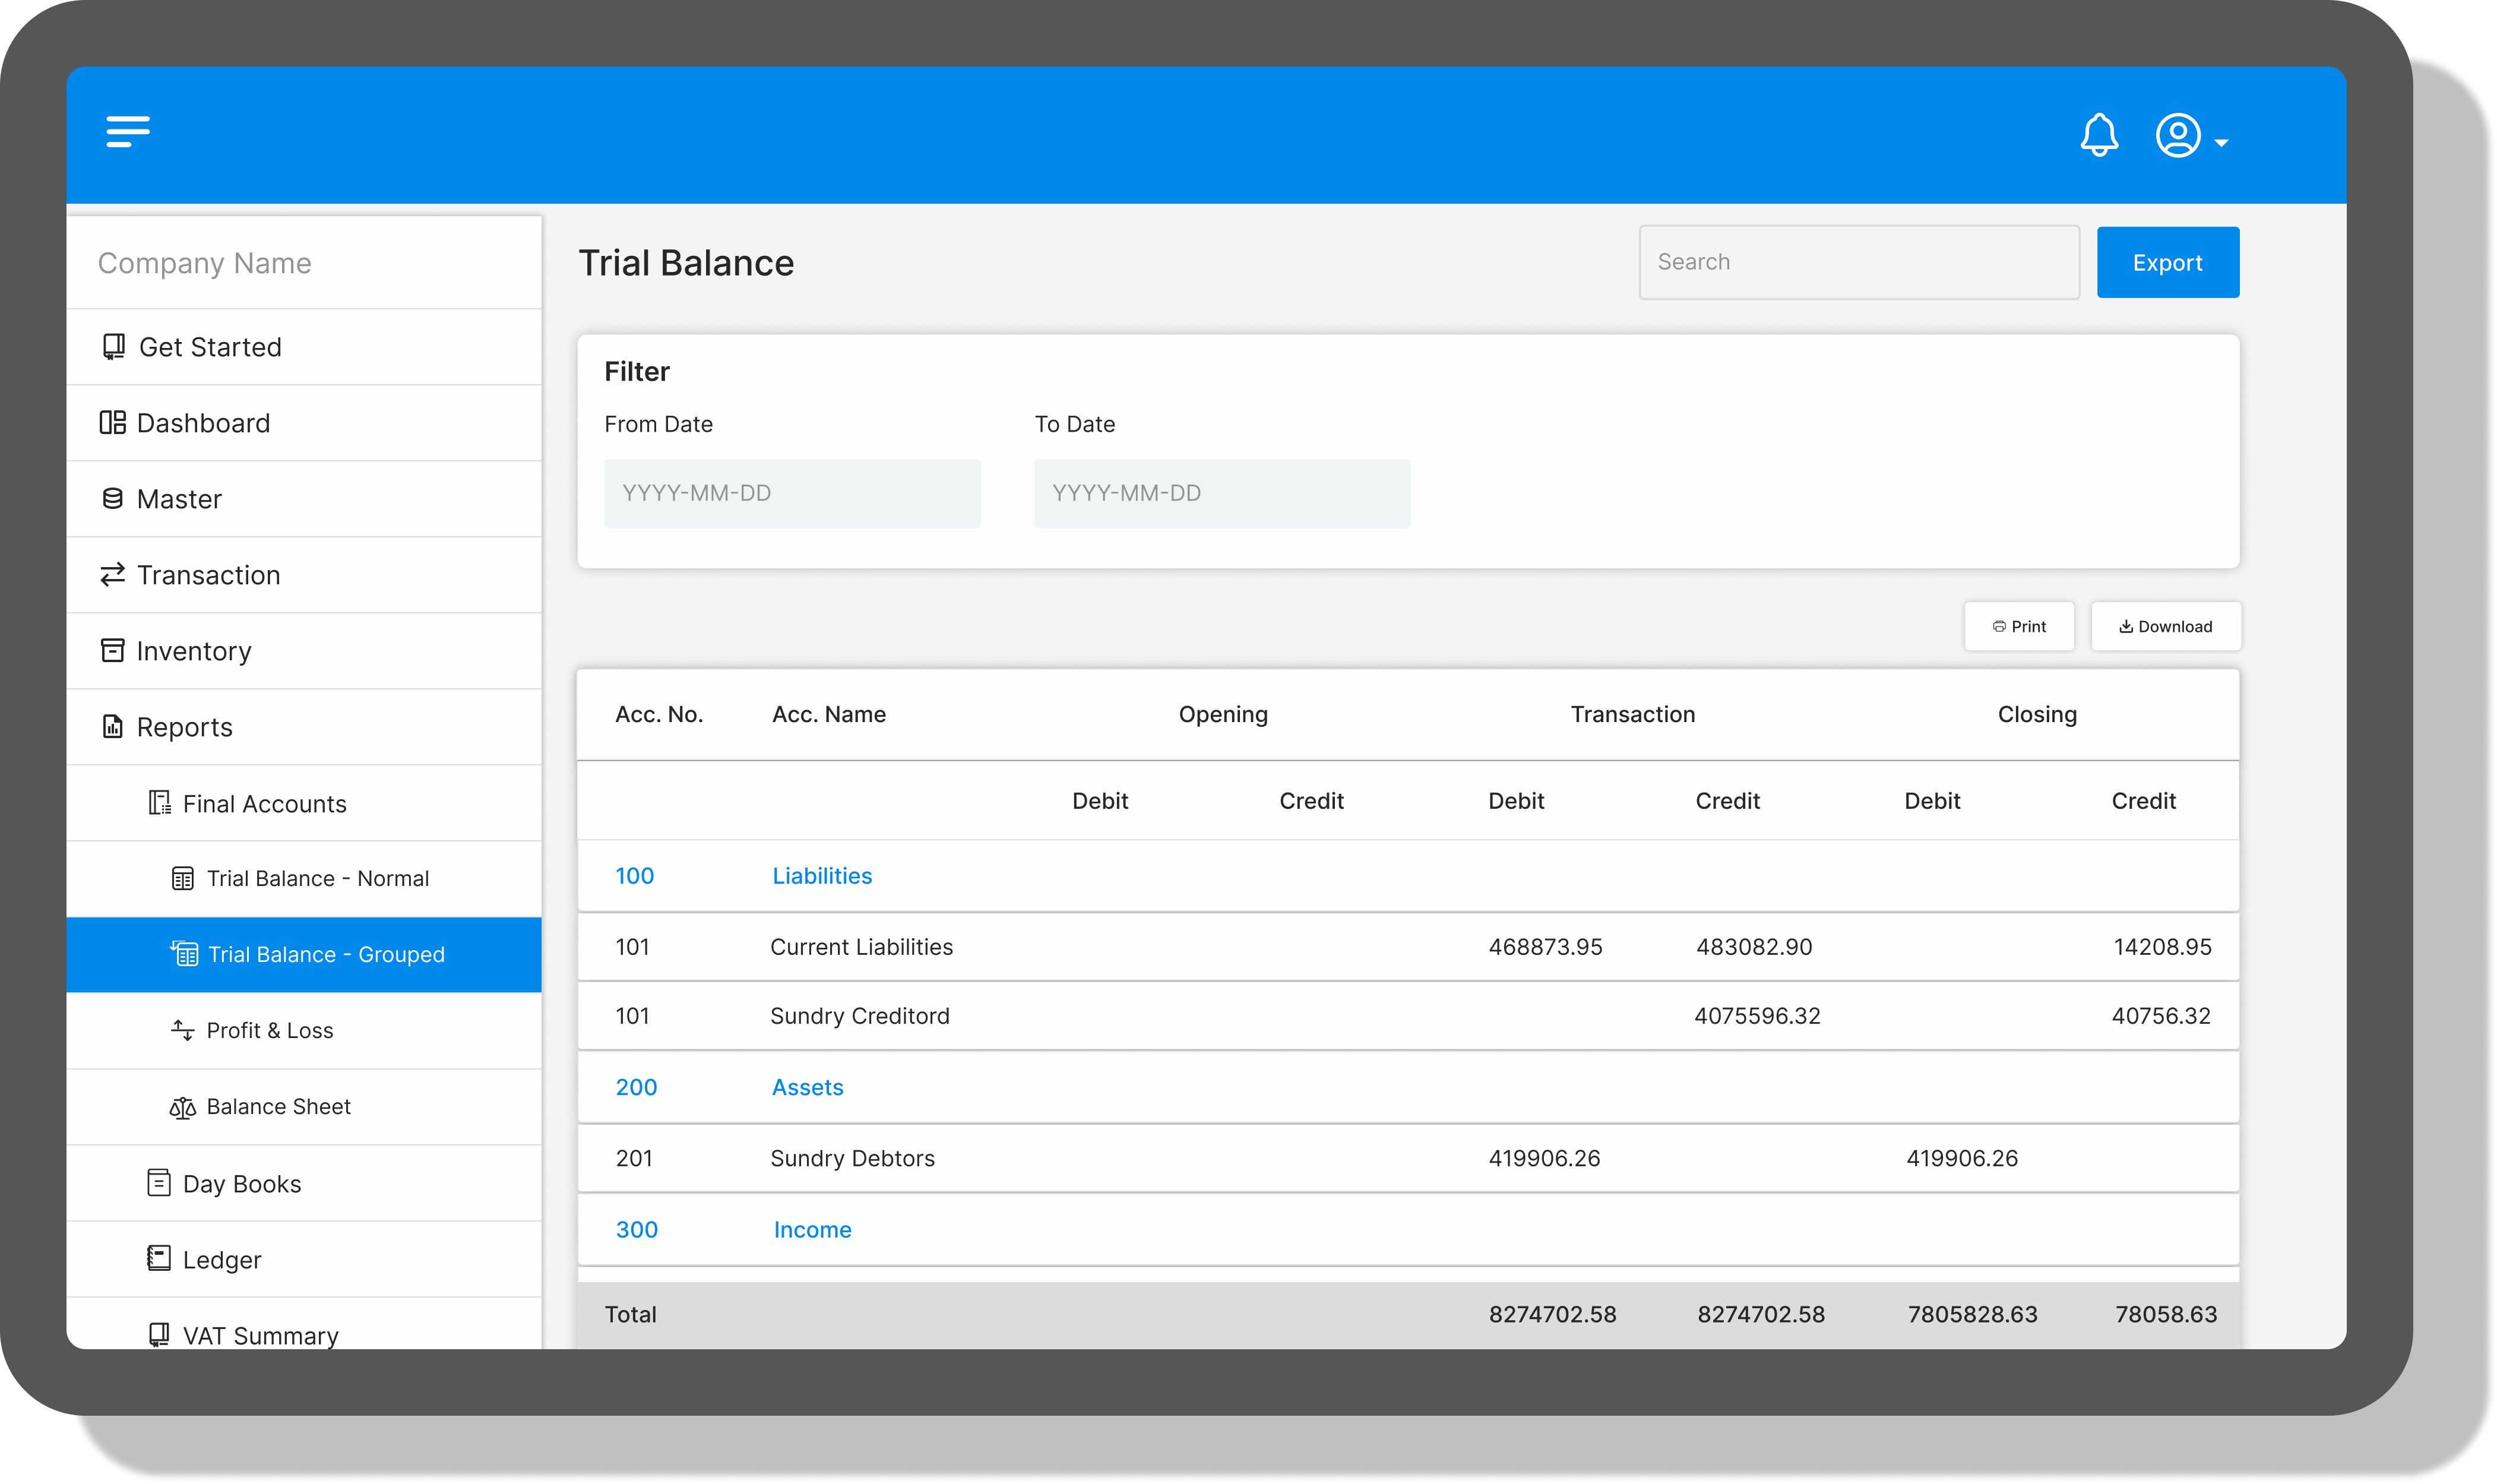 Company Name
Get Started
Dashboard
Master
Transaction
Inventory
Reports
Final Accounts
Trial Balance - Normal
Trial Balance - Grouped
Profit & Loss
Balance Sheet
Day Books
Ledger
VAT Summary
Trial Balance
Search
Export
Filter
From Date To Date
YYYY-MM-DD YYYY-MM-DD
Print Download
Acc. No. Acc. Name Opening Transaction Closing
Debit Credit Debit Credit Debit Credit
100 Liabilities
101 Current Liabilities 468873.95 483082.90 14208.95
101 Sundry Creditord 4075596.32 40756.32
200 Assets
201 Sundry Debtors 419906.26 419906.26
300 Income
Total 8274702.58 8274702.58 7805828.63 78058.63